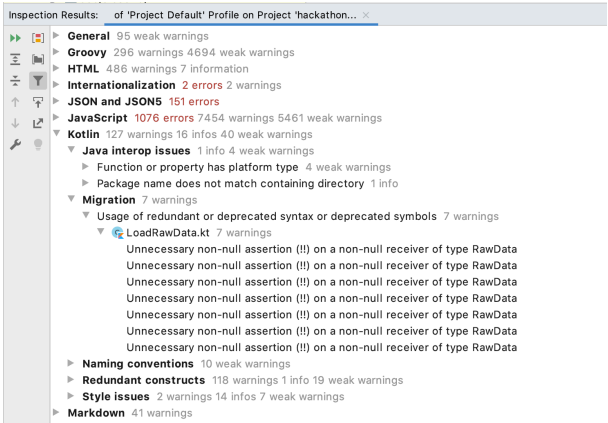 Inspection Results: of 'Project Default' Profile on Project 'hackathon...
General 95 weak warnings
Groovy 296 warnings 4694 weak warnings
HTML 486 warnings 7 information
Internationalization 2 errors 2 warnings
JSON and JSON5 151 errors
JavaScript 1076 errors 7454 warnings 5461 weak warnings
Kotlin 127 warnings 16 infos 40 weak warnings
Java interop issues 1 info 4 weak warnings
Function or property has platform type 4 weak warnings
Package name does not match containing directory 1 info
Migration 7 warnings
Usage of redundant or deprecated syntax or deprecated symbols 7 warnings
LoadRawData.kt 7 warnings
Unnecessary non-null assertion (!!) on a non-null receiver of type RawData
Unnecessary non-null assertion (!!) on a non-null receiver of type RawData
Unnecessary non-null assertion (!!) on a non-null receiver of type RawData
Unnecessary non-null assertion (!!) on a non-null receiver of type RawData
Unnecessary non-null assertion (!!) on a non-null receiver of type RawData
Unnecessary non-null assertion (!!) on a non-null receiver of type RawData
Unnecessary non-null assertion (!!) on a non-null receiver of type RawData
Naming conventions 10 weak warnings
Redundant constructs 118 warnings 1 info 19 weak warnings
Style issues 2 warnings 14 infos 7 weak warnings
Markdown 41 warnings